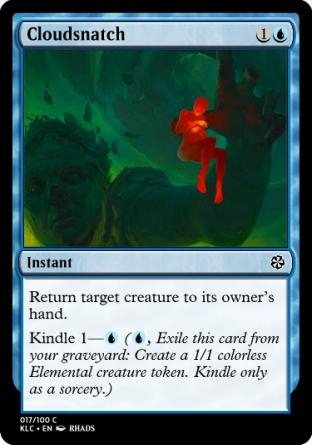 Cloudsnatch 1
Instant
Return target creature to its owner's
hand.
Kindle 1— ( , Exile this card from
your graveyard: Create a 1/1 colorless
Elemental creature token. Kindle only
as a sorcery.)
017/100 C
KLC • EN RHADS